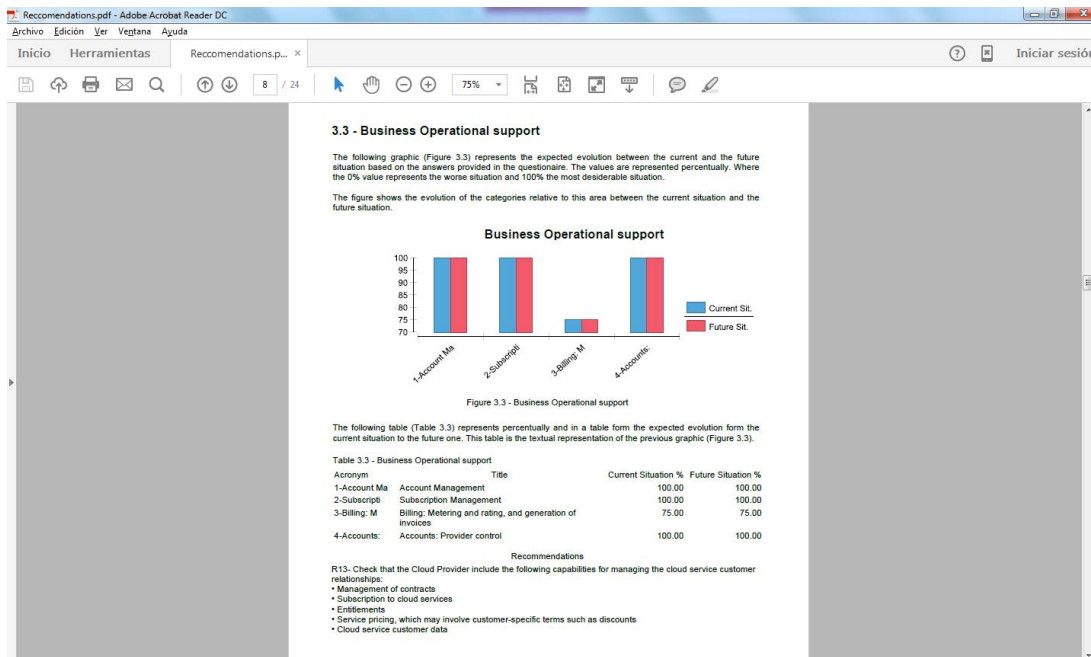 Reccomendations.pdf - Adobe Acrobat Reader DC
Archivo Edición Ver Ventana Ayuda
Inicio Herramientas Reccomendations.p... × ? Iniciar sesión
8 / 24 75%
3.3 - Business Operational support
The following graphic (Figure 3.3) represents the expected evolution between the current and the future
situation based on the answers provided in the questionaire. The values are represented percentually. Where
the 0% value represents the worse situation and 100% the most desiderable situation.
The figure shows the evolution of the categories relative to this area between the current situation and the
future situation.
Business Operational support
100
95
90
85
80
75
70
Current Sit.
Future Sit.
1-Account Ma
2-Subscripti
3-Billing: M
4-Accounts:
Figure 3.3 - Business Operational support
The following table (Table 3.3) represents percentually and in a table form the expected evolution form the
current situation to the future one. This table is the textual representation of the previous graphic (Figure 3.3).
Table 3.3 - Business Operational support
Acronym Title Current Situation % Future Situation %
1-Account Ma Account Management 100.00 100.00
2-Subscripti Subscription Management 100.00 100.00
3-Billing: M Billing: Metering and rating, and generation of 75.00 75.00
invoices
4-Accounts: Accounts: Provider control 100.00 100.00
Recommendations
R13- Check that the Cloud Provider include the following capabilities for managing the cloud service customer
relationships:
• Management of contracts
• Subscription to cloud services
• Entitlements
• Service pricing, which may involve customer-specific terms such as discounts
• Cloud service customer data